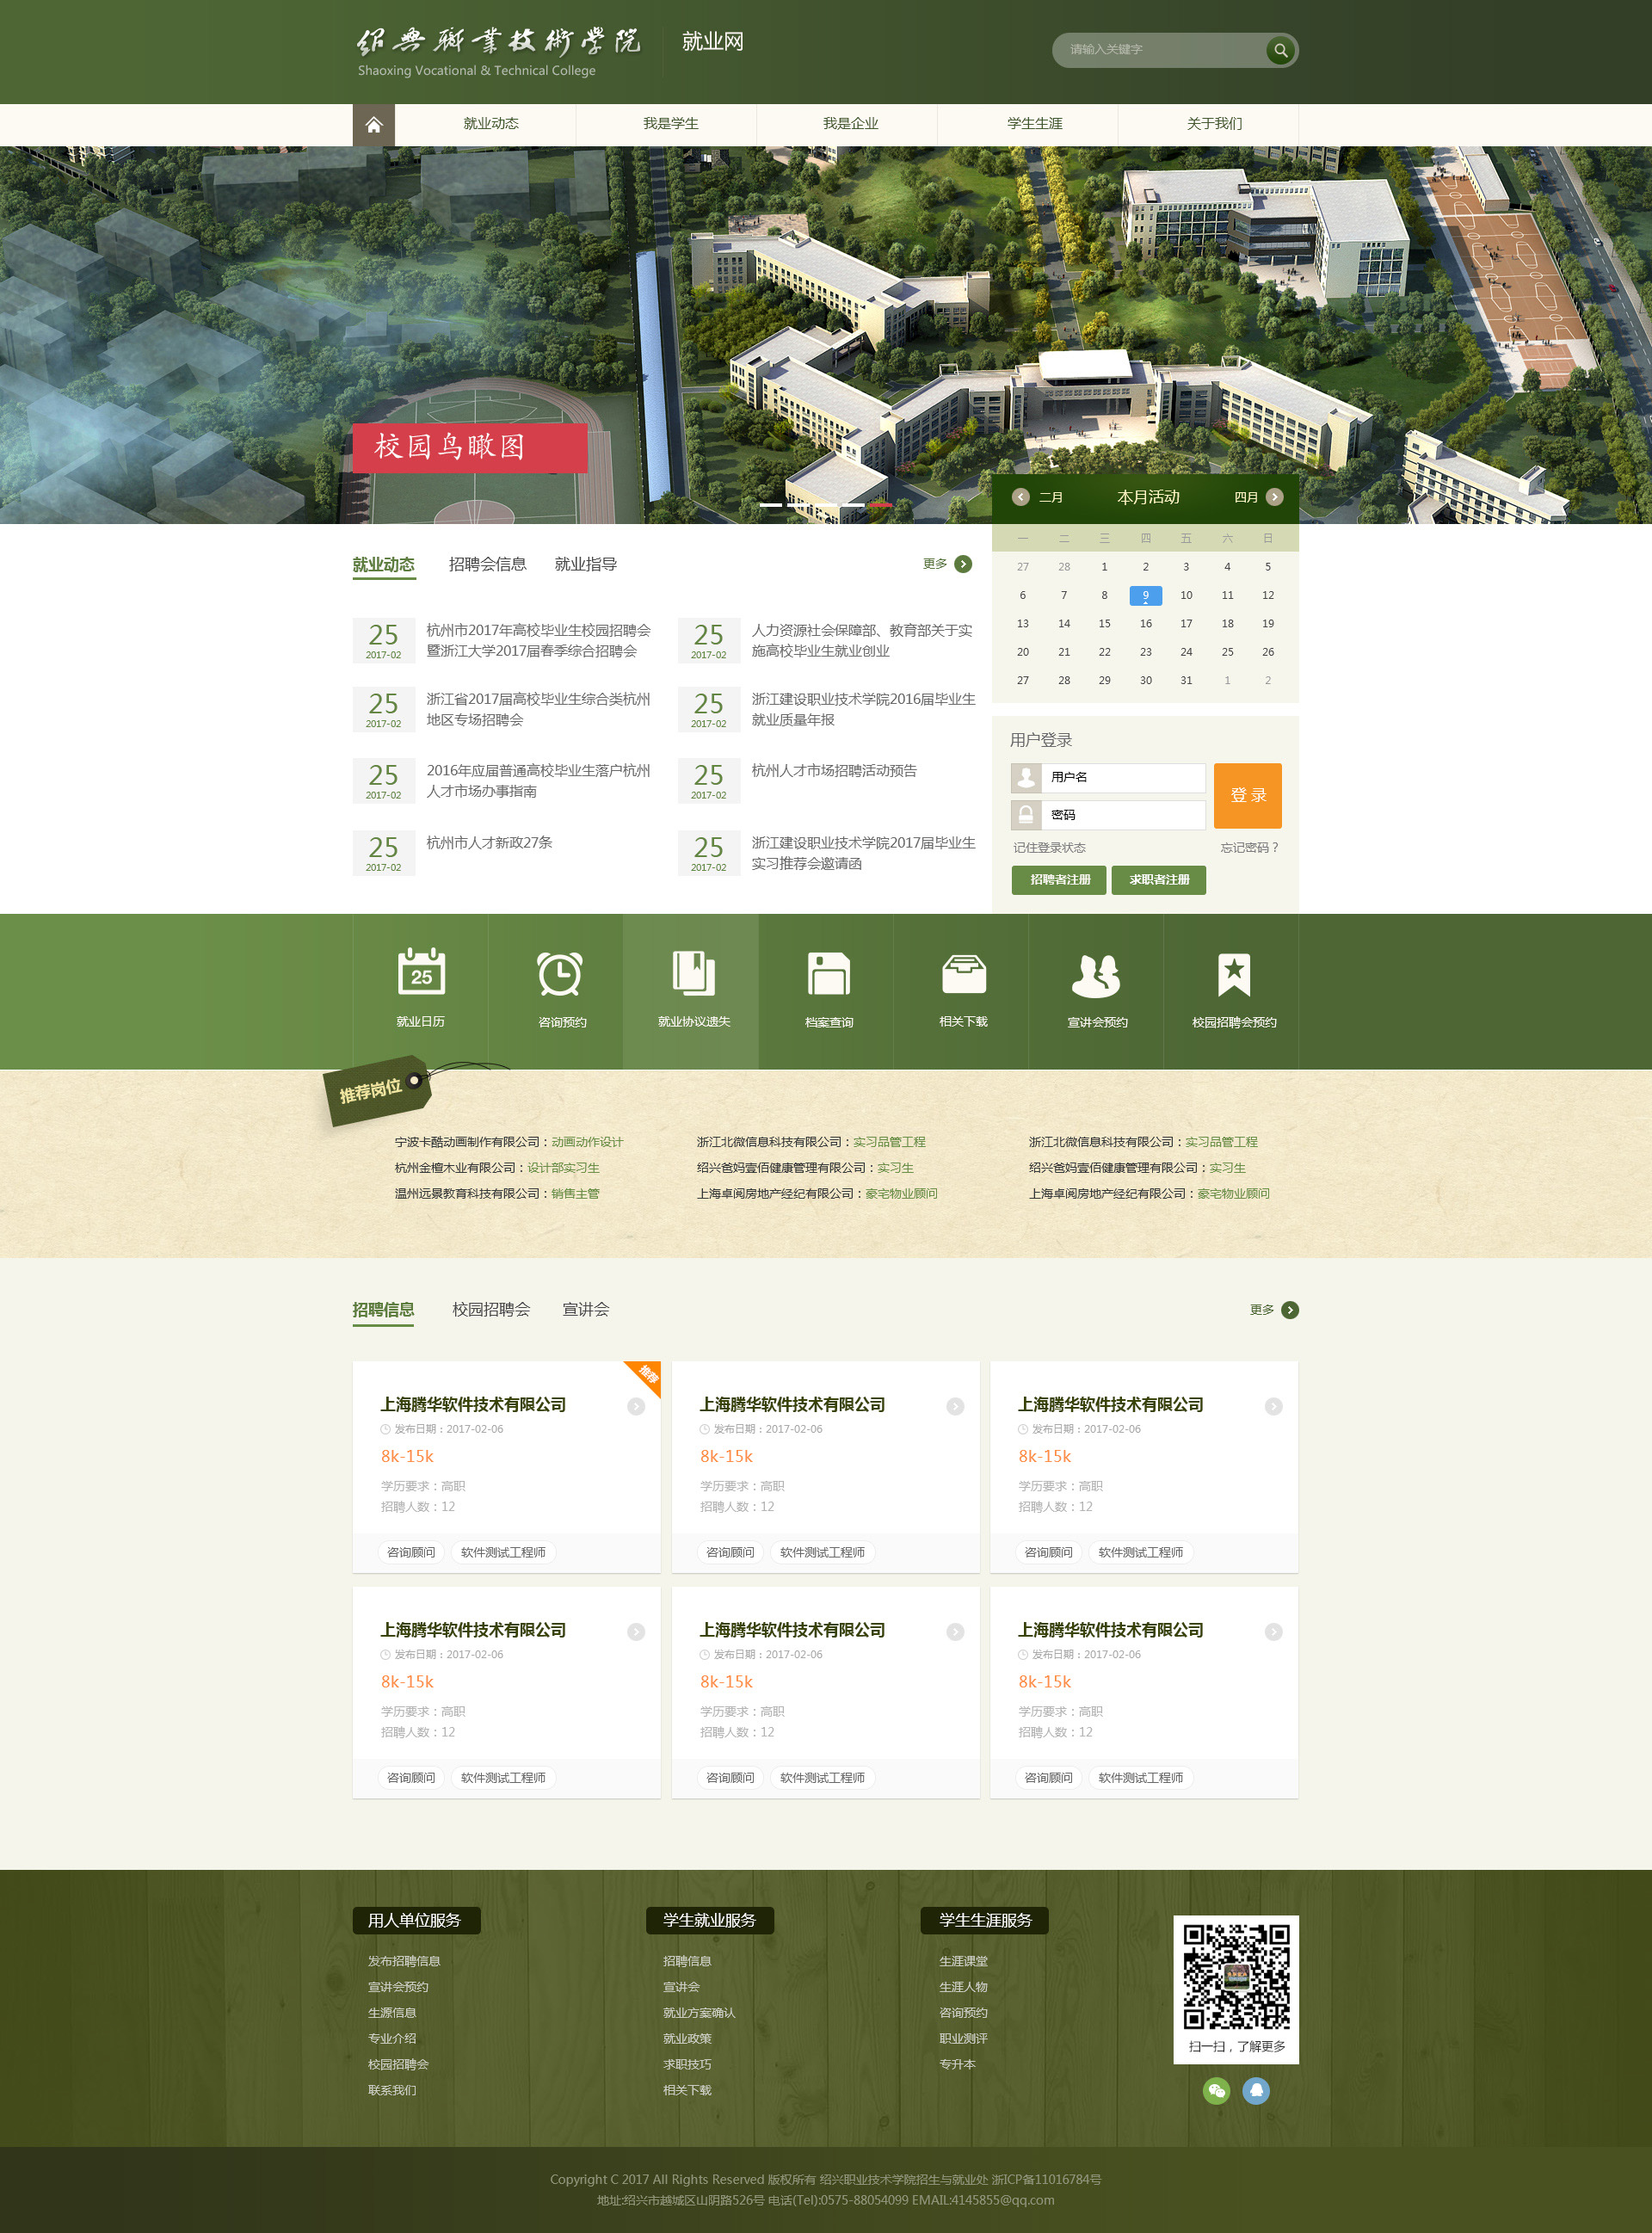 绍兴職業技術學院
Shaoxing Vocational & Technical College
就业网
请输入关键字
就业动态 我是学生 我是企业 学生生涯 关于我们
校园鸟瞰图
二月 本月活动 四月
一 二 三 四 五 六 日
27 28 1 2 3 4 5
6 7 8 9 10 11 12
13 14 15 16 17 18 19
20 21 22 23 24 25 26
27 28 29 30 31 1 2
就业动态 招聘会信息 就业指导 更多
25
2017-02
杭州市2017年高校毕业生校园招聘会
暨浙江大学2017届春季综合招聘会
25
2017-02
人力资源社会保障部、教育部关于实
施高校毕业生就业创业
25
2017-02
浙江省2017届高校毕业生综合类杭州
地区专场招聘会
25
2017-02
浙江建设职业技术学院2016届毕业生
就业质量年报
25
2017-02
2016年应届普通高校毕业生落户杭州
人才市场办事指南
25
2017-02
杭州人才市场招聘活动预告
25
2017-02
杭州市人才新政27条
25
2017-02
浙江建设职业技术学院2017届毕业生
实习推荐会邀请函
用户登录
用户名
密码
登 录
记住登录状态 忘记密码？
招聘者注册 求职者注册
25
就业日历 咨询预约 就业协议遗失 档案查询 相关下载 宣讲会预约 校园招聘会预约
推荐岗位
宁波卡酷动画制作有限公司：动画动作设计 浙江北微信息科技有限公司：实习品管工程 浙江北微信息科技有限公司：实习品管工程
杭州金檀木业有限公司：设计部实习生 绍兴爸妈壹佰健康管理有限公司：实习生 绍兴爸妈壹佰健康管理有限公司：实习生
温州远景教育科技有限公司：销售主管 上海卓阅房地产经纪有限公司：豪宅物业顾问 上海卓阅房地产经纪有限公司：豪宅物业顾问
招聘信息 校园招聘会 宣讲会 更多
推荐
上海腾华软件技术有限公司 上海腾华软件技术有限公司 上海腾华软件技术有限公司
发布日期：2017-02-06 发布日期：2017-02-06 发布日期：2017-02-06
8k-15k 8k-15k 8k-15k
学历要求：高职 学历要求：高职 学历要求：高职
招聘人数：12 招聘人数：12 招聘人数：12
咨询顾问 软件测试工程师 咨询顾问 软件测试工程师 咨询顾问 软件测试工程师
上海腾华软件技术有限公司 上海腾华软件技术有限公司 上海腾华软件技术有限公司
发布日期：2017-02-06 发布日期：2017-02-06 发布日期：2017-02-06
8k-15k 8k-15k 8k-15k
学历要求：高职 学历要求：高职 学历要求：高职
招聘人数：12 招聘人数：12 招聘人数：12
咨询顾问 软件测试工程师 咨询顾问 软件测试工程师 咨询顾问 软件测试工程师
用人单位服务
发布招聘信息
宣讲会预约
生源信息
专业介绍
校园招聘会
联系我们
学生就业服务
招聘信息
宣讲会
就业方案确认
就业政策
求职技巧
相关下载
学生生涯服务
生涯课堂
生涯人物
咨询预约
职业测评
专升本
扫一扫，了解更多
Copyright C 2017 All Rights Reserved 版权所有 绍兴职业技术学院招生与就业处 浙ICP备11016784号
地址:绍兴市越城区山阴路526号 电话(Tel):0575-88054099 EMAIL:4145855@qq.com